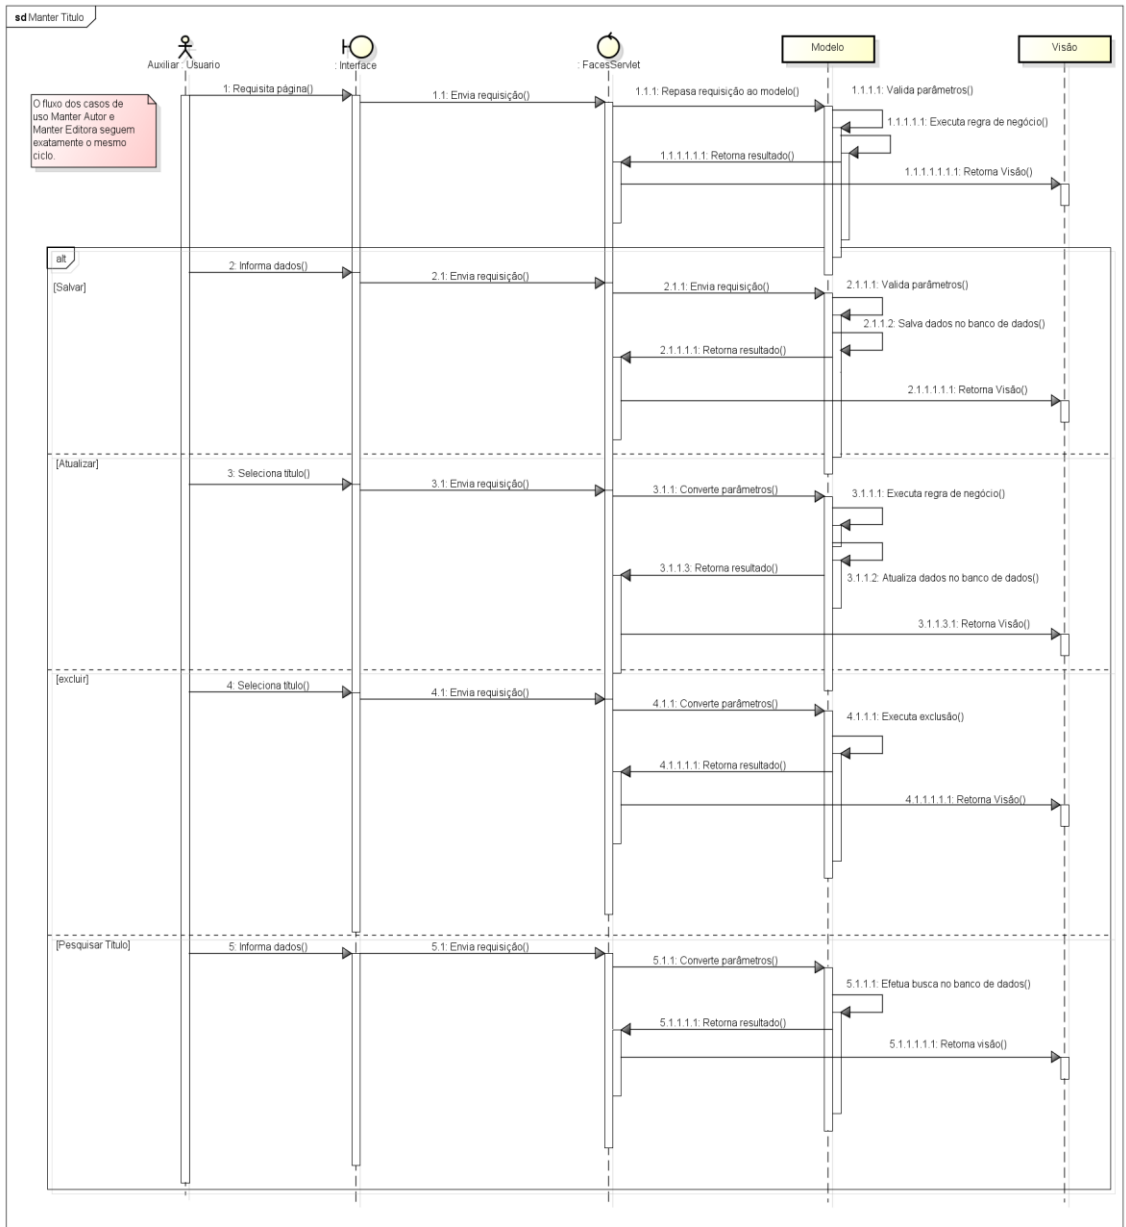 sd Manter Titulo
Auxiliar : Usuario
: Interface
: FacesServlet
Modelo
Visão
O fluxo dos casos de
uso Manter Autor e
Manter Editora seguem
exatamente o mesmo
ciclo.
1: Requisita página()
1.1: Envia requisição()
1.1.1: Repasa requisição ao modelo()
1.1.1.1: Valida parâmetros()
1.1.1.1.1: Executa regra de negócio()
1.1.1.1.1.1: Retorna resultado()
1.1.1.1.1.1.1: Retorna Visão()
alt
[Salvar]
2: Informa dados()
2.1: Envia requisição()
2.1.1: Envia requisição()
2.1.1.1: Valida parâmetros()
2.1.1.2: Salva dados no banco de dados()
2.1.1.1.1: Retorna resultado()
2.1.1.1.1.1: Retorna Visão()
[Atualizar]
3: Seleciona título()
3.1: Envia requisição()
3.1.1: Converte parâmetros()
3.1.1.1: Executa regra de negócio()
3.1.1.3: Retorna resultado()
3.1.1.2: Atualiza dados no banco de dados()
3.1.1.3.1: Retorna Visão()
[excluir]
4: Seleciona título()
4.1: Envia requisição()
4.1.1: Converte parâmetros()
4.1.1.1: Executa exclusão()
4.1.1.1.1: Retorna resultado()
4.1.1.1.1.1: Retorna Visão()
[Pesquisar Título]
5: Informa dados()
5.1: Envia requisição()
5.1.1: Converte parâmetros()
5.1.1.1: Efetua busca no banco de dados()
5.1.1.1.1: Retorna resultado()
5.1.1.1.1.1: Retorna visão()